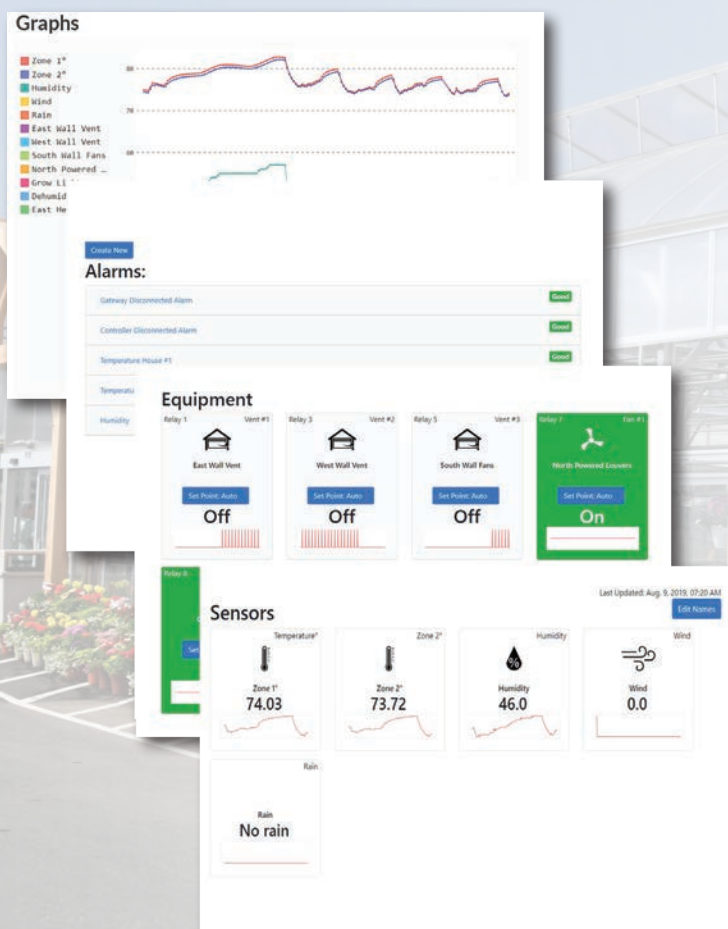 Graphs
Zone 1°
Zone 2°
Humidity
Wind
Rain
East Wall Vent
West Wall Vent
South Wall Fans
North Powered …
Grow
Dehumid
East He
80
70
60
Create New
Alarms:
Gateway Disconnected Alarm Good
Controller Disconnected Alarm Good
Temperature House #1 Good
Temperatu
Humidity
Equipment
Relay 1 Vent #1
East Wall Vent
Set Point: Auto
Off
Relay 3 Vent #2
West Wall Vent
Set Point: Auto
Off
Relay 5 Vent #3
South Wall Fans
Set Point: Auto
Off
Relay 7 Fan #1
North Powered Louvers
Set Point: Auto
On
Set
Last Updated: Aug. 9, 2019, 07:20 AM
Edit Names
Sensors
Temperature°
Zone 1°
74.03
Zone 2°
Zone 2°
73.72
Humidity
%
Humidity
46.0
Wind
Wind
0.0
Rain
Rain
No rain